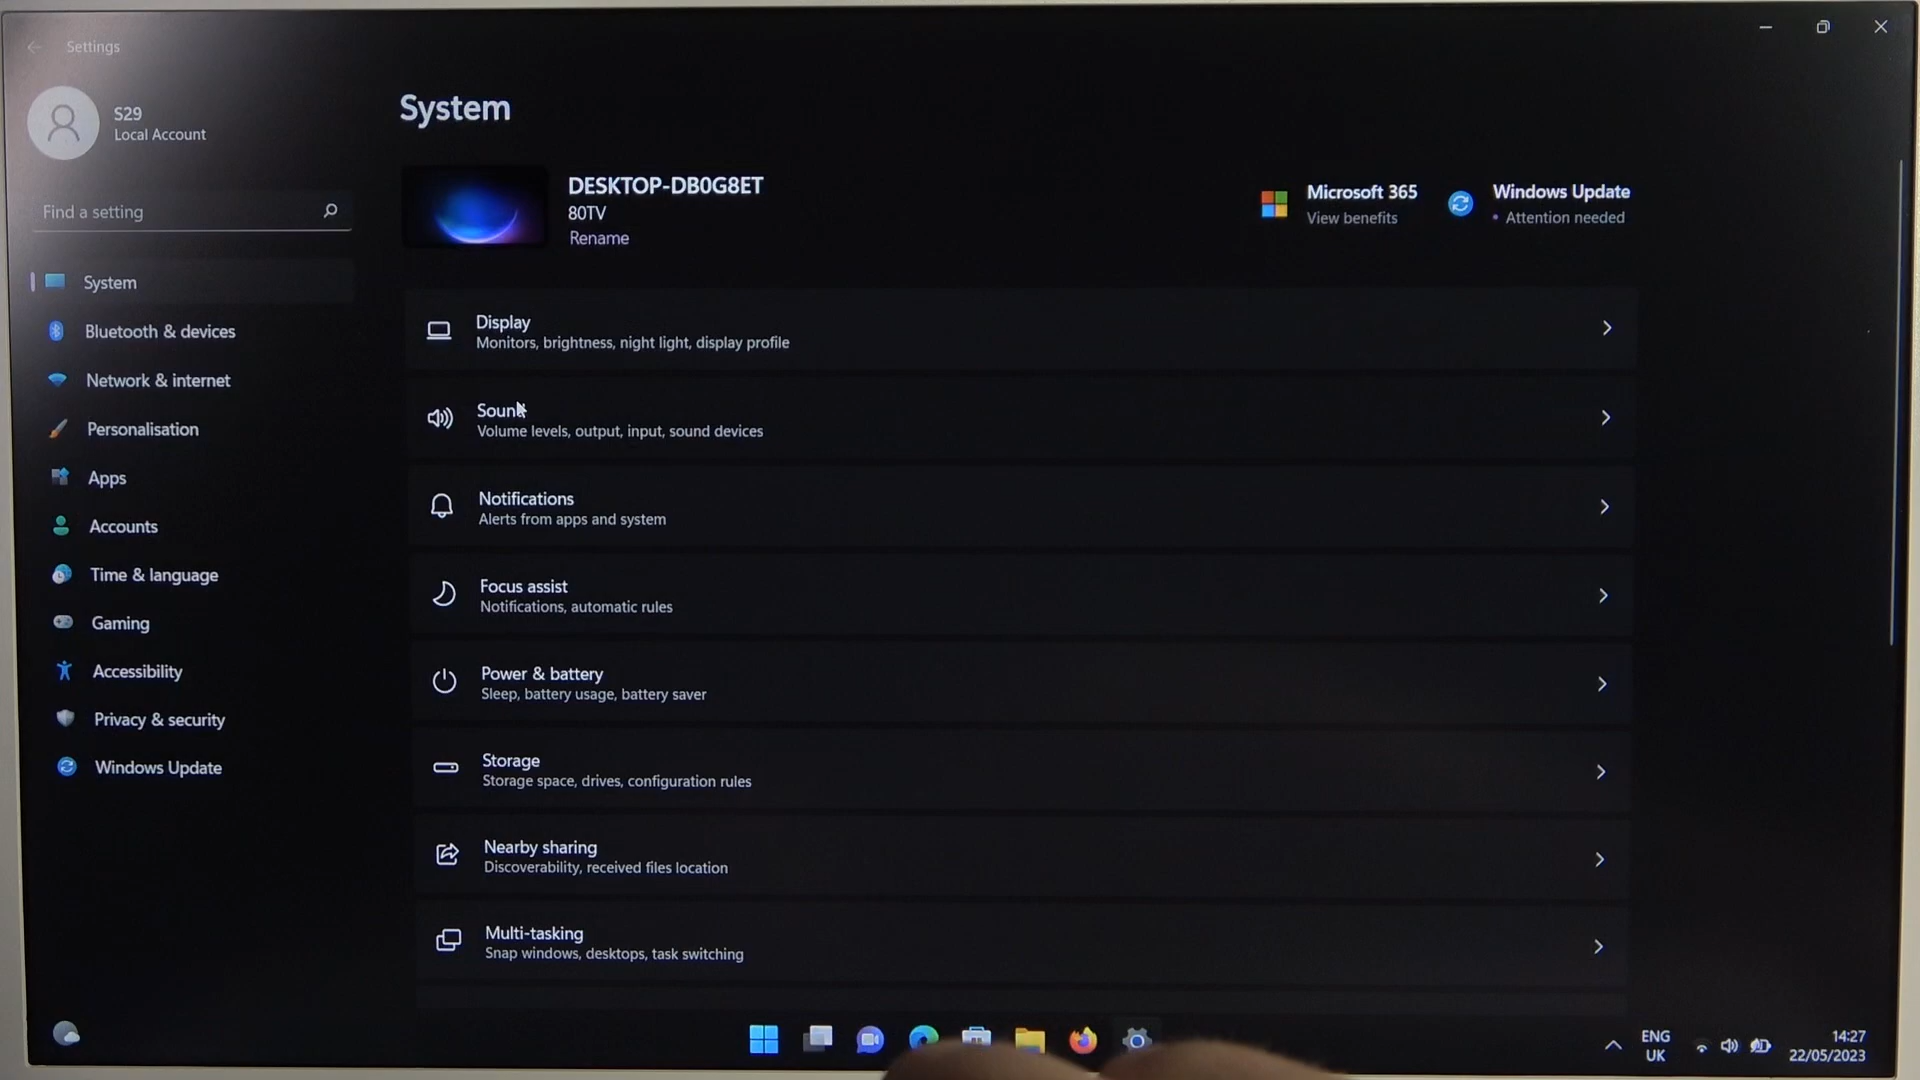 Settings
S29
Local Account
Find a setting
System
Bluetooth & devices
Network & internet
Personalisation
Apps
Accounts
Time & language
Gaming
Accessibility
Privacy & security
Windows Update
System
DESKTOP-DB0G8ET
80TV
Rename
Microsoft 365
View benefits
Windows Update
• Attention needed
Display
Monitors, brightness, night light, display profile
Sound
Volume levels, output, input, sound devices
Notifications
Alerts from apps and system
Focus assist
Notifications, automatic rules
Power & battery
Sleep, battery usage, battery saver
Storage
Storage space, drives, configuration rules
Nearby sharing
Discoverability, received files location
Multi-tasking
Snap windows, desktops, task switching
ENG
UK
14:27
22/05/2023